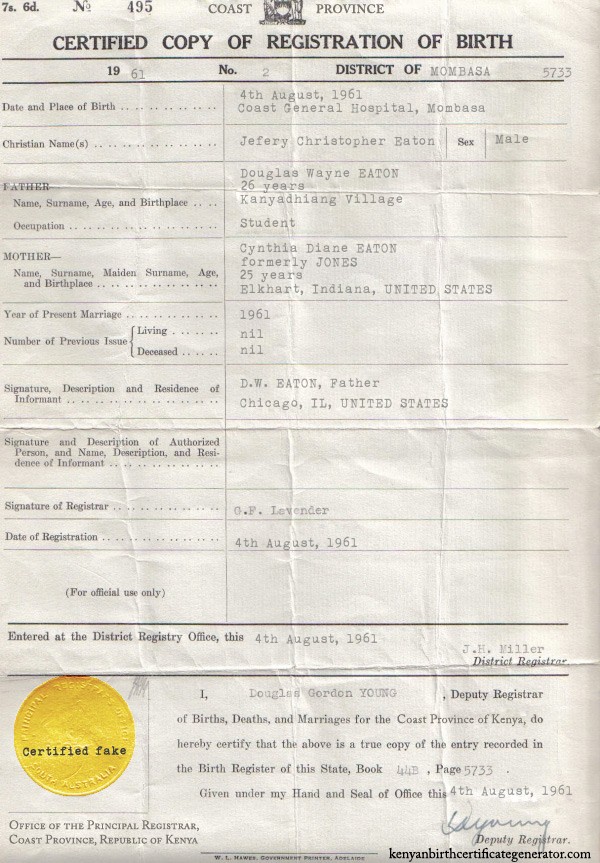 7s. 6d. Nº 495 COAST PROVINCE
CERTIFIED COPY OF REGISTRATION OF BIRTH
19 61 No. 2 DISTRICT OF MOMBASA 5733
Date and Place of Birth
4th August, 1961
Coast General Hospital, Mombasa
Christian Name(s) Jefery Christopher Eaton Sex Male
FATHER—
Name, Surname, Age, and Birthplace
Douglas Wayne EATON
26 years
Kanyadhiang Village
Occupation Student
MOTHER—
Name, Surname, Maiden Surname, Age,
and Birthplace
Cynthia Diane EATON
formerly JONES
25 years
Elkhart, Indiana, UNITED STATES
Year of Present Marriage 1961
Number of Previous Issue
Living nil
Deceased nil
Signature, Description and Residence of
Informant
D.W. EATON, Father
Chicago, IL, UNITED STATES
Signature and Description of Authorized
Person, and Name, Description, and Resi-
dence of Informant
Signature of Registrar G.F. Lavender
Date of Registration 4th August, 1961
(For official use only)
Entered at the District Registry Office, this 4th August, 1961
J.H. Miller
District Registrar
I, Douglas Gordon YOUNG , Deputy Registrar
of Births, Deaths, and Marriages for the Coast Province of Kenya, do
hereby certify that the above is a true copy of the entry recorded in
the Birth Register of this State, Book 44B , Page 5733 .
Given under my Hand and Seal of Office this 4th August, 1961
Certified fake
SOUTH AUSTRALIA
Deputy Registrar.
OFFICE OF THE PRINCIPAL REGISTRAR,
COAST PROVINCE, REPUBLIC OF KENYA
W. L. HAWES, GOVERNMENT PRINTER, ADELAIDE
kenyanbirthcertificategenerator.com